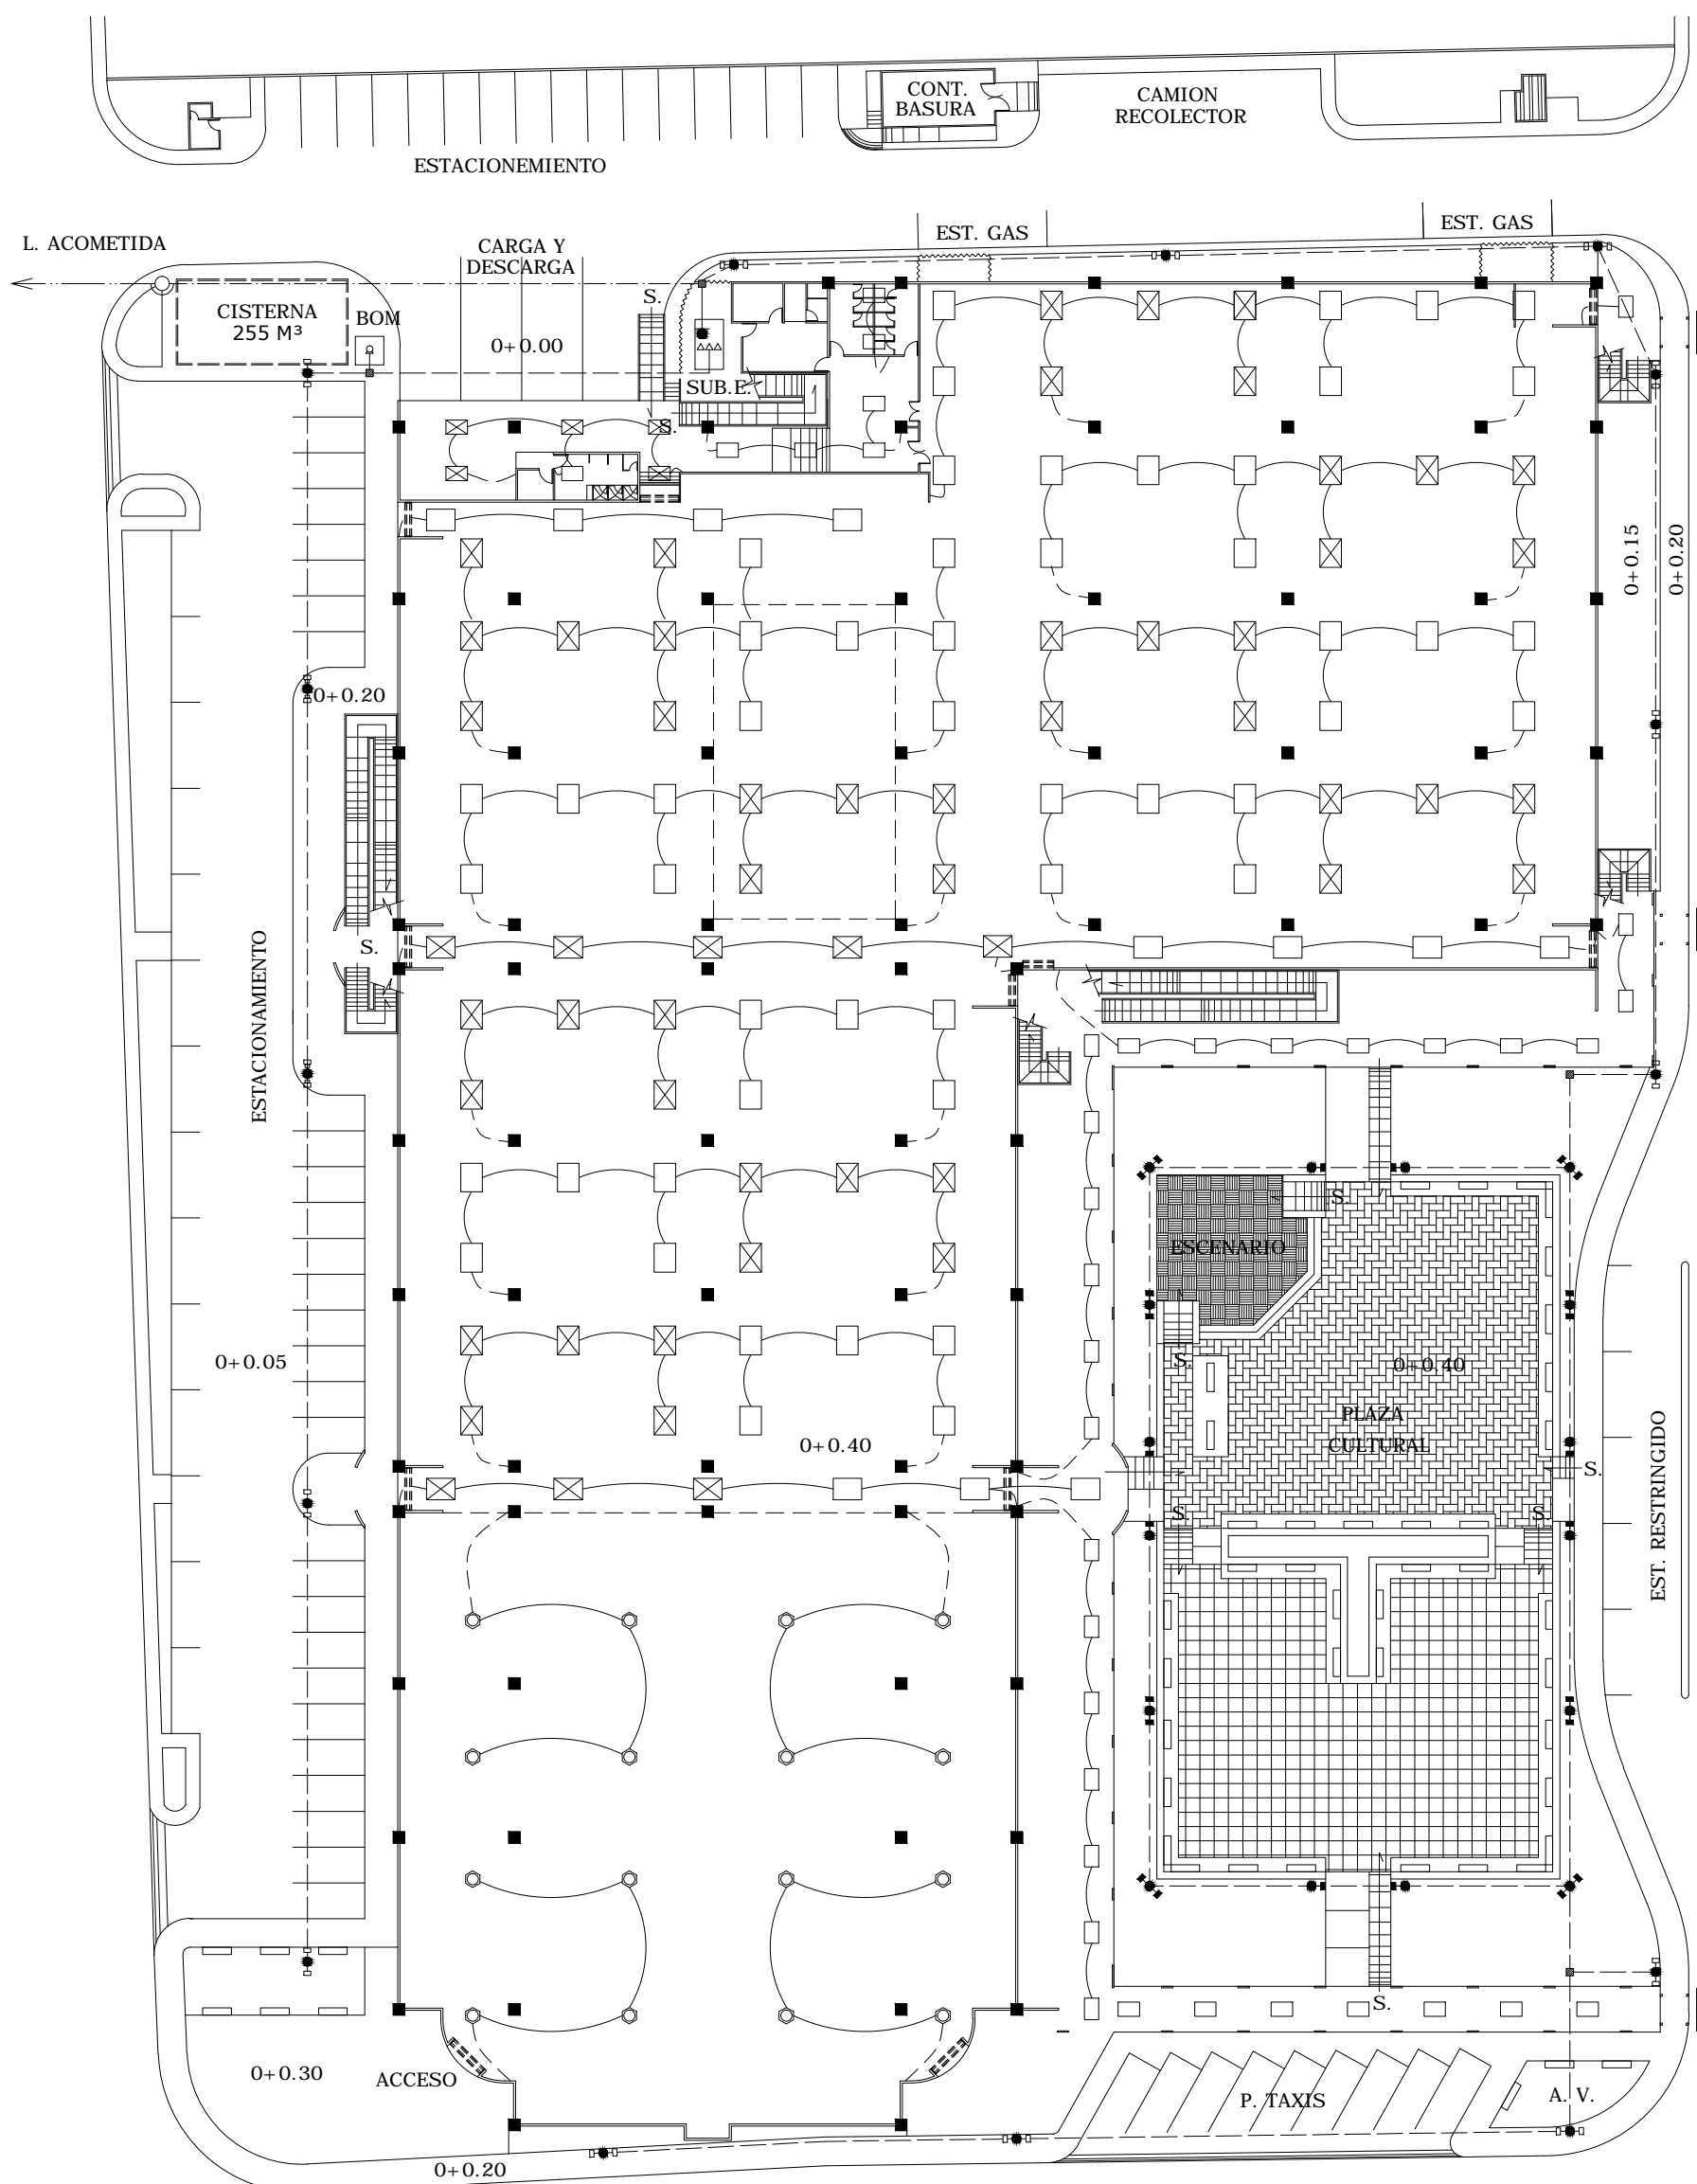 CONT.
BASURA
CAMION
RECOLECTOR
ESTACIONEMIENTO
EST. GAS
EST. GAS
L. ACOMETIDA
CARGA Y
DESCARGA
S.
CISTERNA
255 M³
BOM
0+0.00
SUB.E.
S.
0+0.15
0+0.20
0+0.20
S.
ESTACIONAMIENTO
S.
ESCENARIO
0+0.05
S.
0+0.40
PLAZA
CULTURAL
0+0.40
S.
EST. RESTRINGIDO
S.
S.
S.
0+0.30
ACCESO
P. TAXIS
A. V.
0+0.20